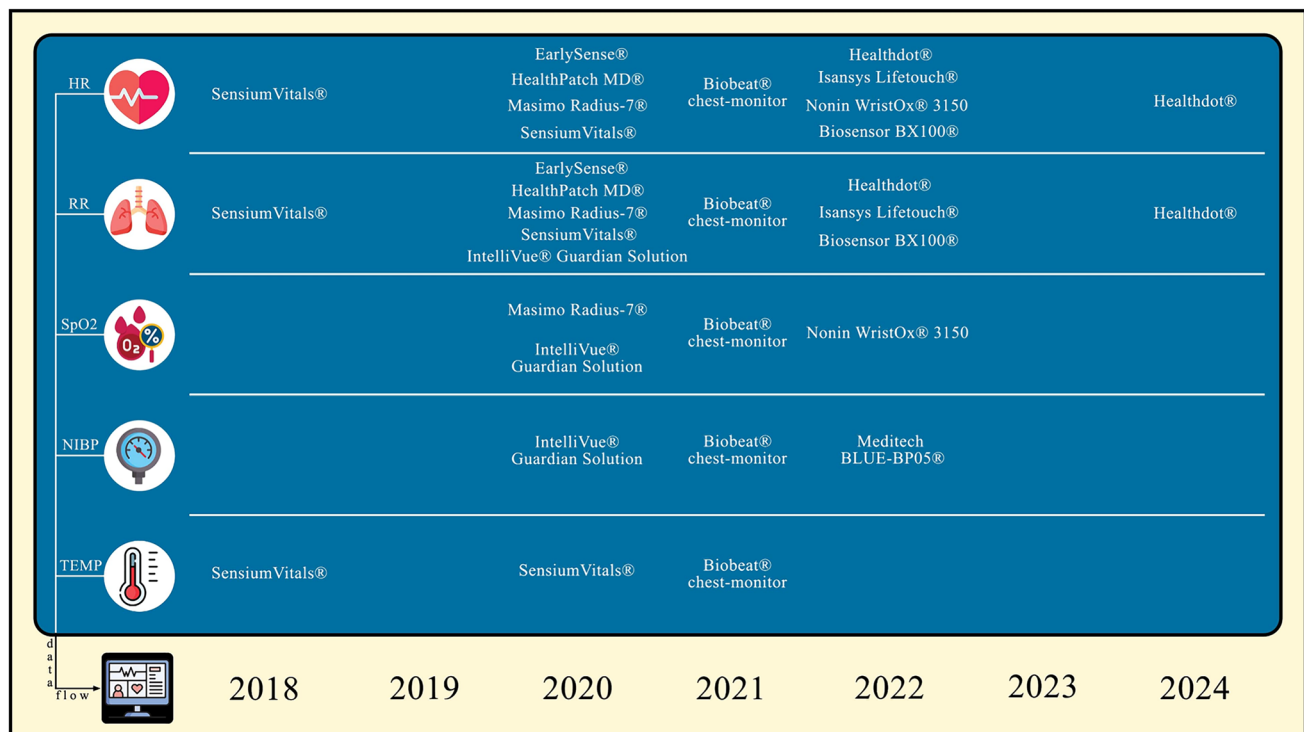 HR
SensiumVitals®
EarlySense®
HealthPatch MD®
Masimo Radius-7®
SensiumVitals®
Biobeat®
chest-monitor
Healthdot®
Isansys Lifetouch®
Nonin WristOx® 3150
Biosensor BX100®
Healthdot®
RR
SensiumVitals®
EarlySense®
HealthPatch MD®
Masimo Radius-7®
SensiumVitals®
IntelliVue® Guardian Solution
Biobeat®
chest-monitor
Healthdot®
Isansys Lifetouch®
Biosensor BX100®
Healthdot®
SpO2
O2
%
Masimo Radius-7®
IntelliVue®
Guardian Solution
Biobeat®
chest-monitor
Nonin WristOx® 3150
NIBP
IntelliVue®
Guardian Solution
Biobeat®
chest-monitor
Meditech
BLUE-BP05®
TEMP
SensiumVitals®
SensiumVitals®
Biobeat®
chest-monitor
data
flow
2018 2019 2020 2021 2022 2023 2024